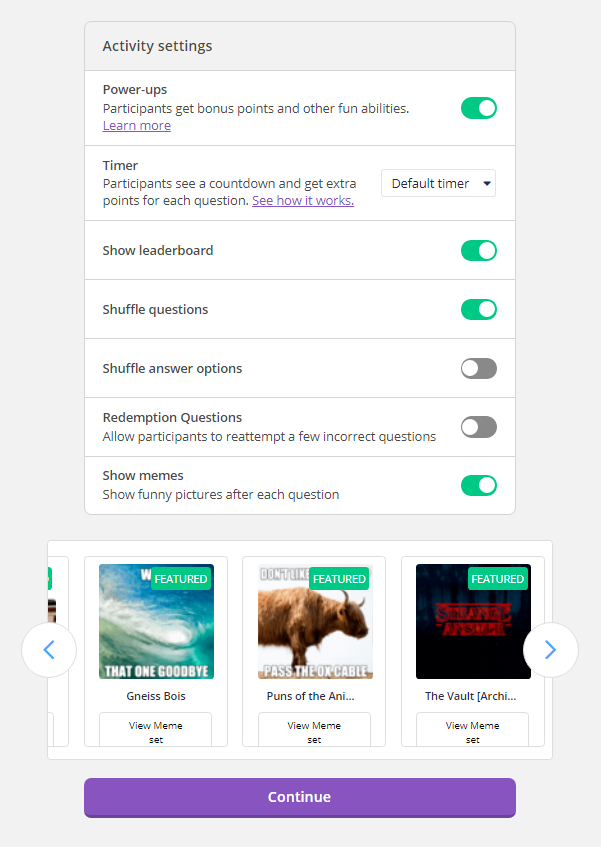 Activity settings
Power-ups
Participants get bonus points and other fun abilities.
Learn more
Timer
Participants see a countdown and get extra
points for each question. See how it works.
Default timer
Show leaderboard
Shuffle questions
Shuffle answer options
Redemption Questions
Allow participants to reattempt a few incorrect questions
Show memes
Show funny pictures after each question
FEATURED
THAT ONE GOODBYE
Gneiss Bois
View Meme
set
DON'T LIKE
FEATURED
PASS THE OX CABLE
Puns of the Ani...
View Meme
set
FEATURED
STRANGE
The Vault [Archi...
View Meme
set
Continue